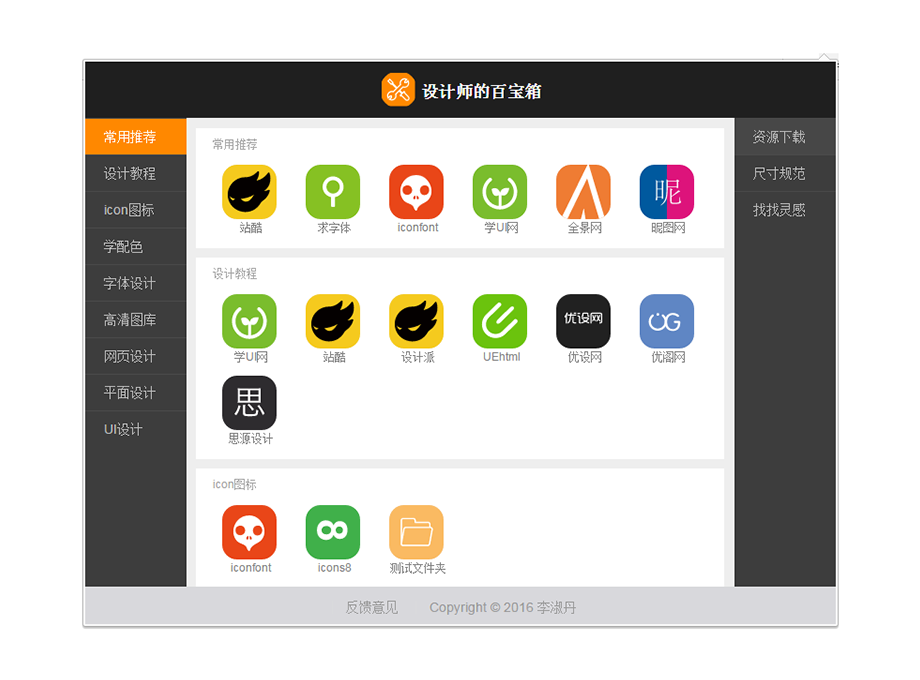 设计师的百宝箱
常用推荐
设计教程
icon图标
学配色
字体设计
高清图库
网页设计
平面设计
UI设计
常用推荐
站酷
求字体
iconfont
学UI网
全景网
昵
昵图网
设计教程
学UI网
站酷
设计派
UEhtml
优设网
优设网
UG
优阁网
思
思源设计
icon图标
iconfont
icons8
测试文件夹
资源下载
尺寸规范
找找灵感
反馈意见 Copyright © 2016 李淑丹